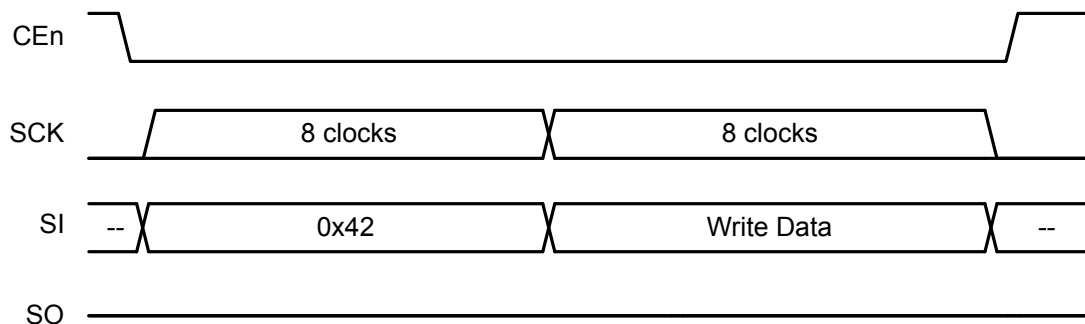 CEn
SCK 8 clocks 8 clocks
SI -- 0x42 Write Data --
SO